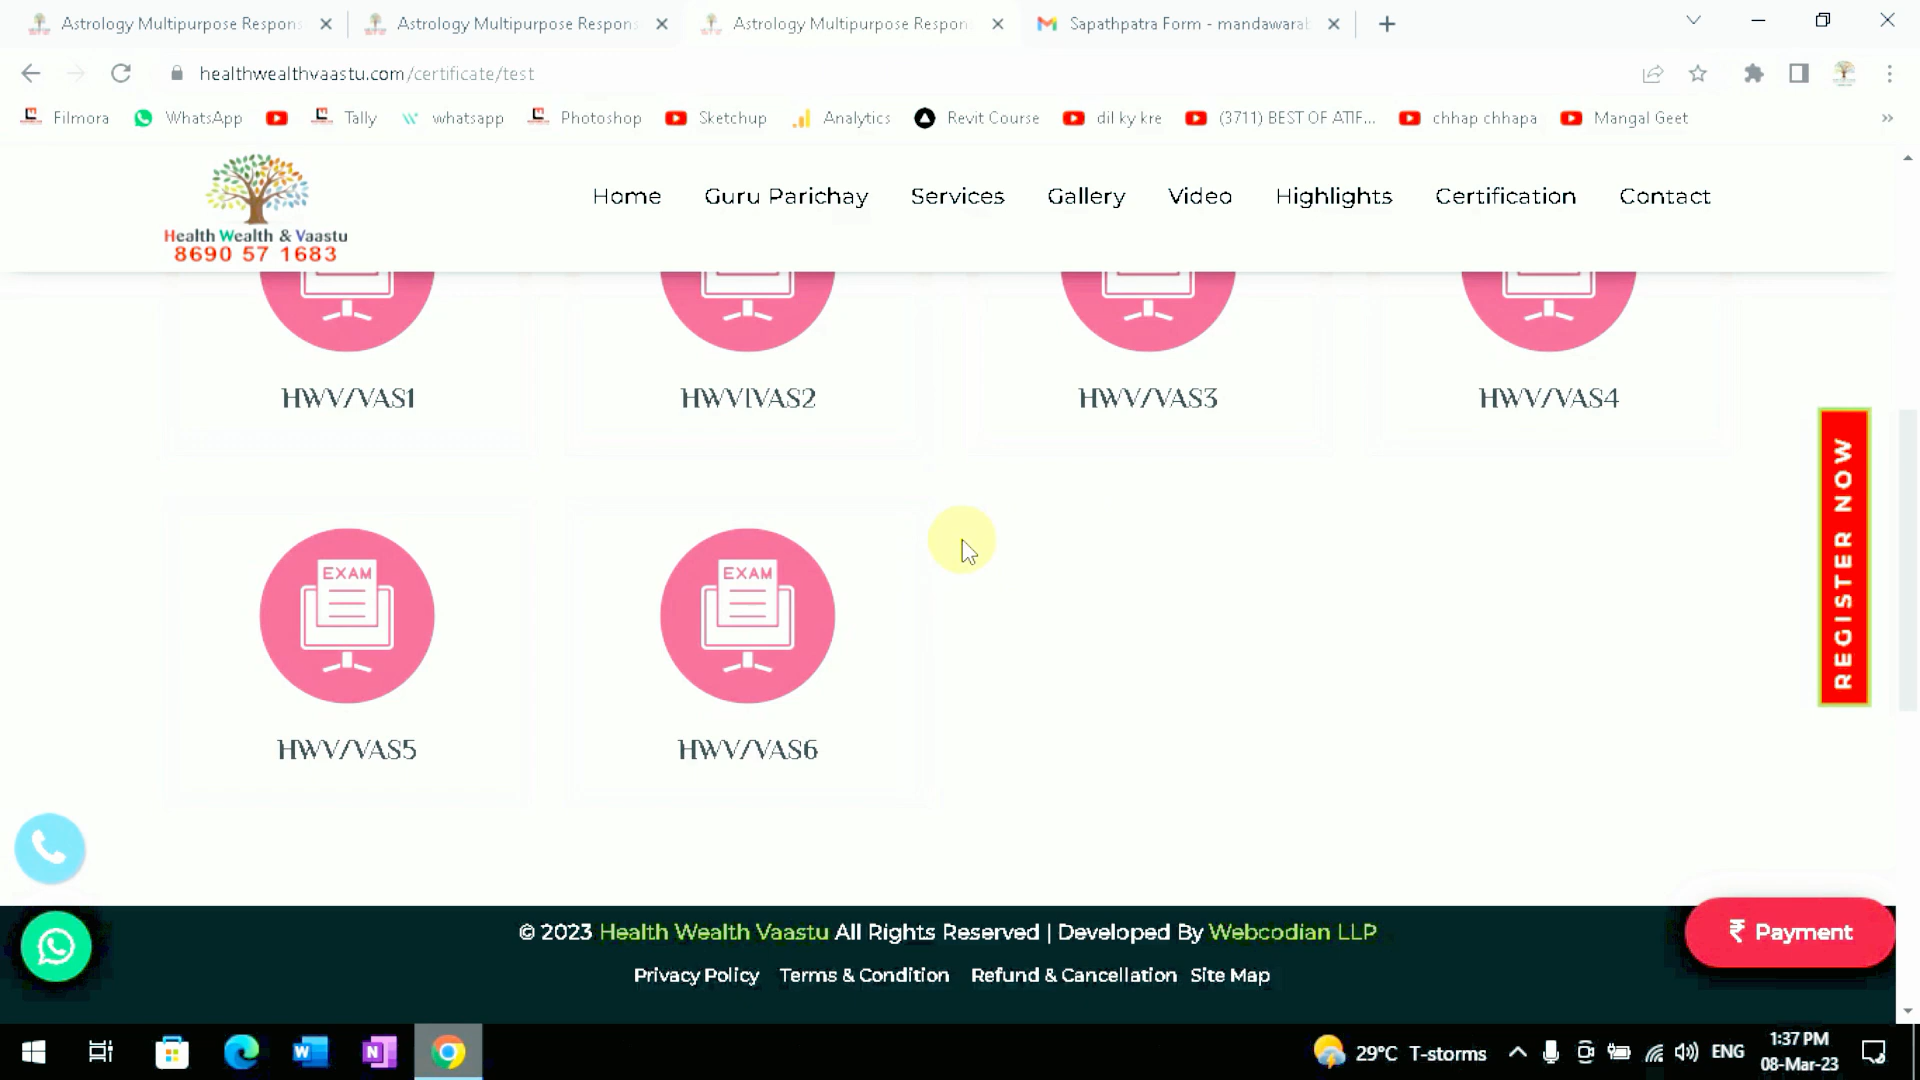 Astrology Multipurpose Respons
Astrology Multipurpose Respons
Astrology Multipurpose Respon
Sapathpatra Form - mandawarab
healthwealthvaastu.com/certificate/test
Filmora
WhatsApp
Tally
whatsapp
Photoshop
Sketchup
Analytics
Revit Course
dil ky kre
(3711) BEST OF ATIF...
chhap chhapa
Mangal Geet
Health Wealth & Vaastu
8690 57 1683
Home
Guru Parichay
Services
Gallery
Video
Highlights
Certification
Contact
HWV/VAS1
HWV|VAS2
HWV/VAS3
HWV/VAS4
REGISTER NOW
EXAM
EXAM
HWV/VAS5
HWV/VAS6
© 2023 Health Wealth Vaastu All Rights Reserved | Developed By Webcodian LLP
₹ Payment
Privacy Policy
Terms & Condition
Refund & Cancellation
Site Map
29°C T-storms
ENG
1:37 PM
08-Mar-23